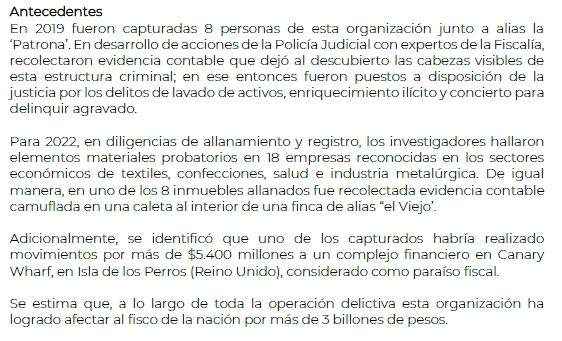 Antecedentes
En 2019 fueron capturadas 8 personas de esta organización junto a alias la
‘Patrona’. En desarrollo de acciones de la Policía Judicial con expertos de la Fiscalía,
recolectaron evidencia contable que dejó al descubierto las cabezas visibles de
esta estructura criminal; en ese entonces fueron puestos a disposición de la
justicia por los delitos de lavado de activos, enriquecimiento ilícito y concierto para
delinquir agravado.
Para 2022, en diligencias de allanamiento y registro, los investigadores hallaron
elementos materiales probatorios en 18 empresas reconocidas en los sectores
económicos de textiles, confecciones, salud e industria metalúrgica. De igual
manera, en uno de los 8 inmuebles allanados fue recolectada evidencia contable
camuflada en una caleta al interior de una finca de alias “el Viejo’.
Adicionalmente, se identificó que uno de los capturados habría realizado
movimientos por más de $5.400 millones a un complejo financiero en Canary
Wharf, en Isla de los Perros (Reino Unido), considerado como paraíso fiscal.
Se estima que, a lo largo de toda la operación delictiva esta organización ha
logrado afectar al fisco de la nación por más de 3 billones de pesos.